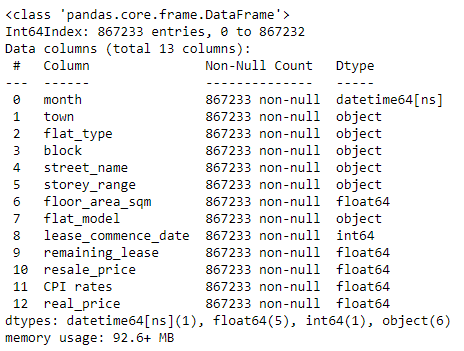 <class 'pandas.core.frame.DataFrame'>
Int64Index: 867233 entries, 0 to 867232
Data columns (total 13 columns):
 #   Column               Non-Null Count   Dtype
---  ------               --------------   -----
 0   month                867233 non-null  datetime64[ns]
 1   town                 867233 non-null  object
 2   flat_type            867233 non-null  object
 3   block                867233 non-null  object
 4   street_name          867233 non-null  object
 5   storey_range         867233 non-null  object
 6   floor_area_sqm       867233 non-null  float64
 7   flat_model           867233 non-null  object
 8   lease_commence_date  867233 non-null  int64
 9   remaining_lease      867233 non-null  float64
 10  resale_price         867233 non-null  float64
 11  CPI rates            867233 non-null  float64
 12  real_price           867233 non-null  float64
dtypes: datetime64[ns](1), float64(5), int64(1), object(6)
memory usage: 92.6+ MB